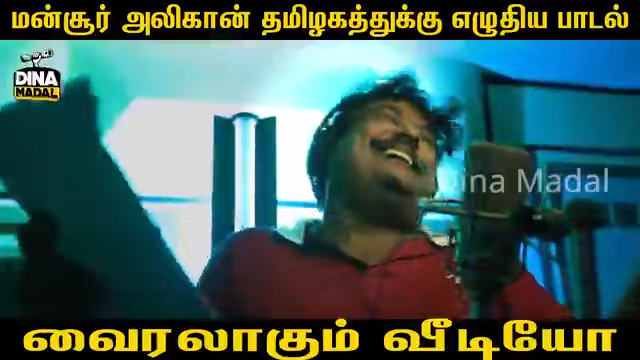 மன்சூர் அலிகான் தமிழகத்துக்கு எழுதிய பாடல்
DINA
MADAL
Dina Madal
வைரலாகும் வீடியோ